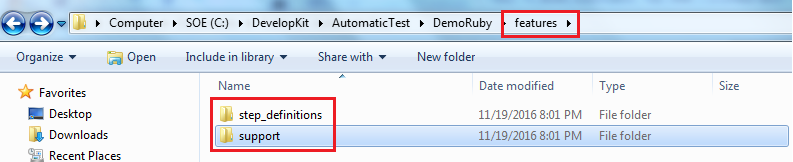 Computer SOE (C:) DevelopKit AutomaticTest DemoRuby features
Organize Open Include in library Share with New folder
Name Date modified Type Size
Favorites
Desktop
Downloads
Recent Places
step_definitions 11/19/2016 8:01 PM File folder
support 11/19/2016 8:01 PM File folder